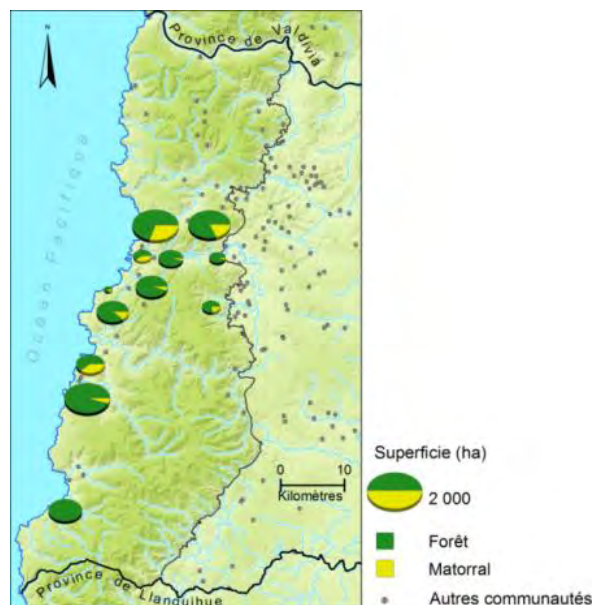 N
Province de Valdivia
Océan Pacifique
Superficie (ha)
2 000
0 10
Kilomètres
Forêt
Matorral
Province de Llanquihue
Autres communautés